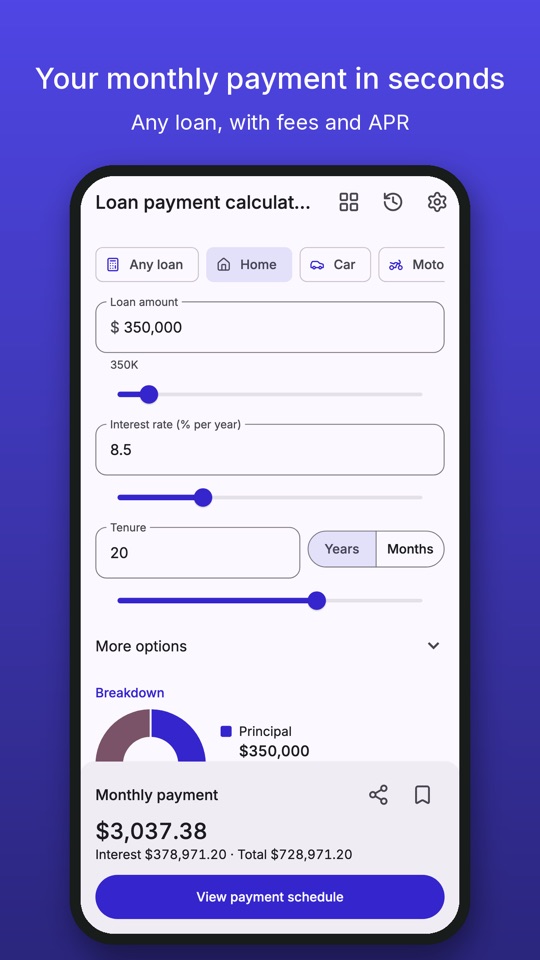 Your monthly payment in seconds
Any loan, with fees and APR
Loan payment calculat...
Any loan
Home
Car
Moto
Loan amount
$ 350,000
350K
Interest rate (% per year)
8.5
Tenure
20
Years
Months
More options
Breakdown
Principal
$350,000
Monthly payment
$3,037.38
Interest $378,971.20 · Total $728,971.20
View payment schedule